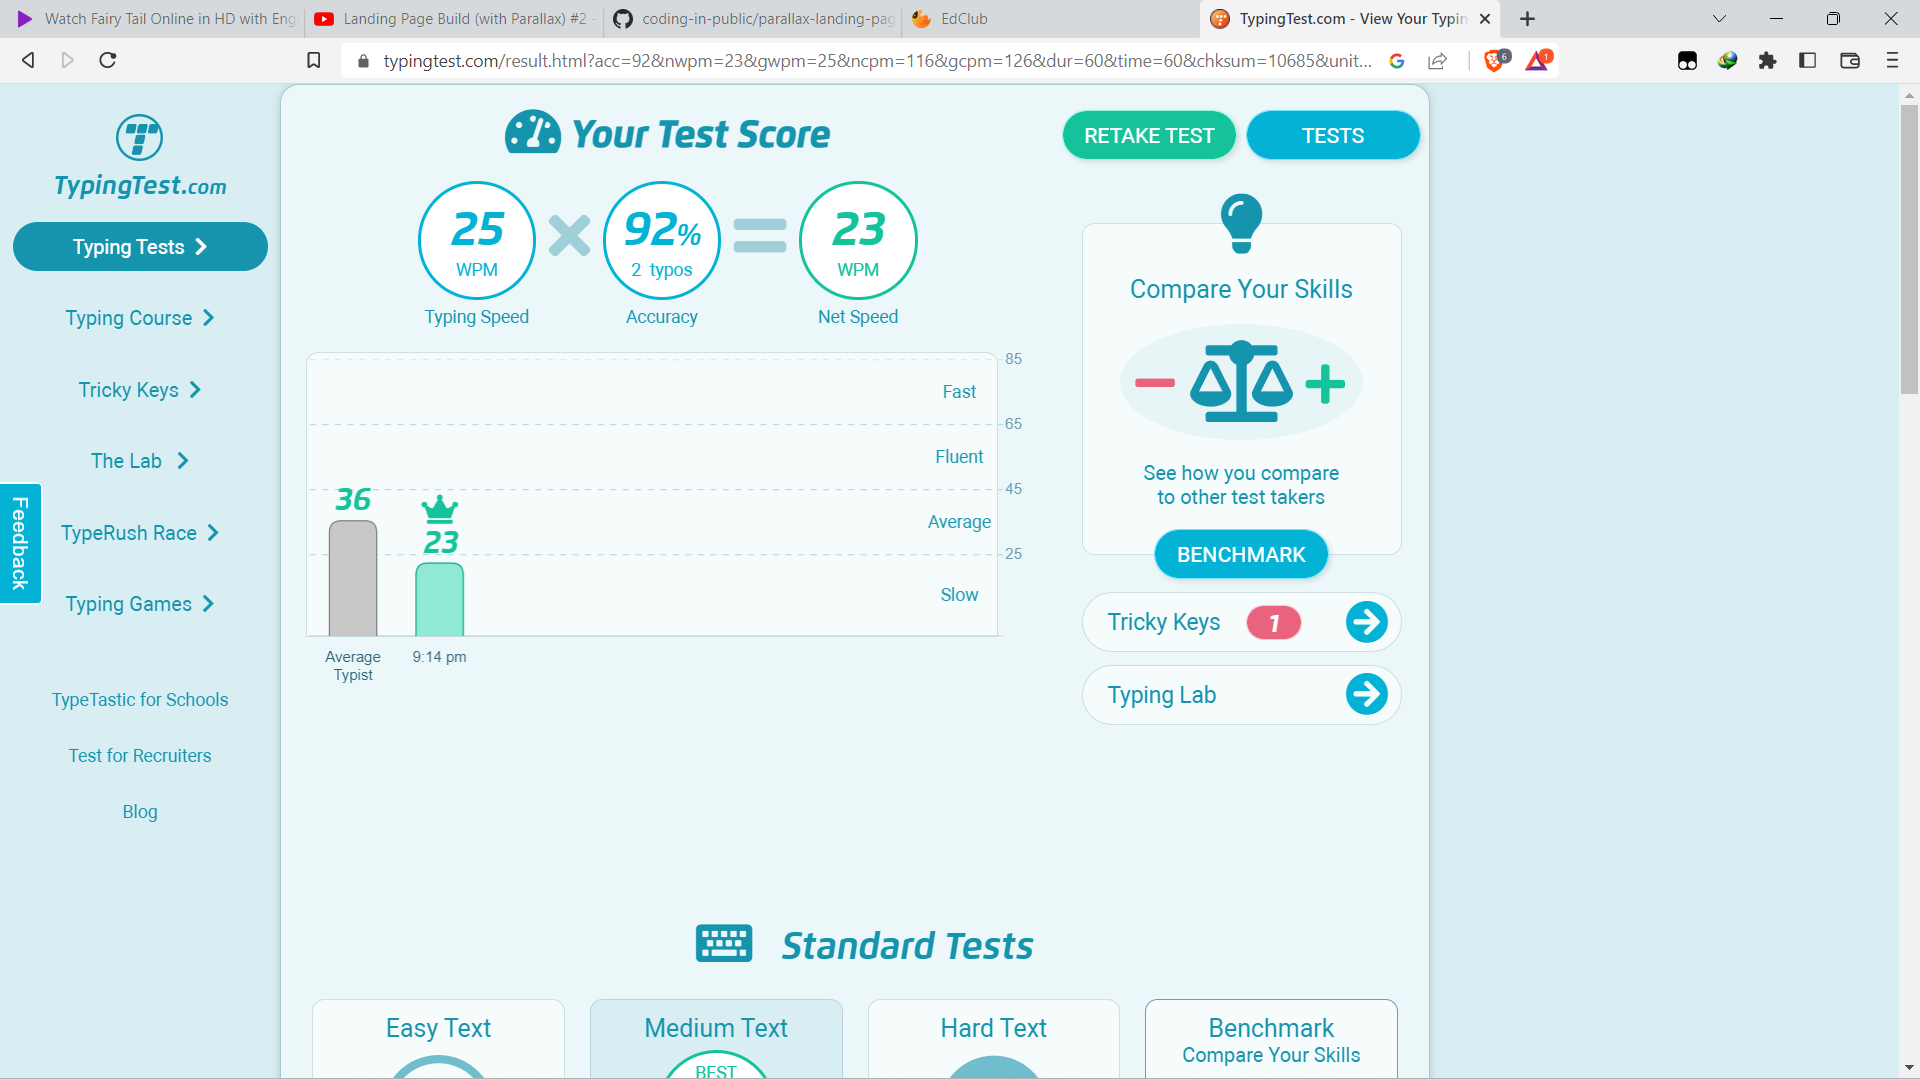 Watch Fairy Tail Online in HD with Eng
Landing Page Build (with Parallax) #2 -
coding-in-public/parallax-landing-pag
EdClub
TypingTest.com - View Your Typin
typingtest.com/result.html?acc=92&nwpm=23&gwpm=25&ncpm=116&gcpm=126&dur=60&time=60&chksum=10685&unit...
6
1
TypingTest.com
Typing Tests
Typing Course
Tricky Keys
The Lab
TypeRush Race
Typing Games
TypeTastic for Schools
Test for Recruiters
Blog
Feedback
Your Test Score
RETAKE TEST
TESTS
25
WPM
Typing Speed
92%
2 typos
Accuracy
23
WPM
Net Speed
85
Fast
65
Fluent
45
Average
25
Slow
36
23
Average
Typist
9:14 pm
Compare Your Skills
See how you compare
to other test takers
BENCHMARK
Tricky Keys 1
Typing Lab
Standard Tests
Easy Text
Medium Text
BEST
Hard Text
Benchmark
Compare Your Skills